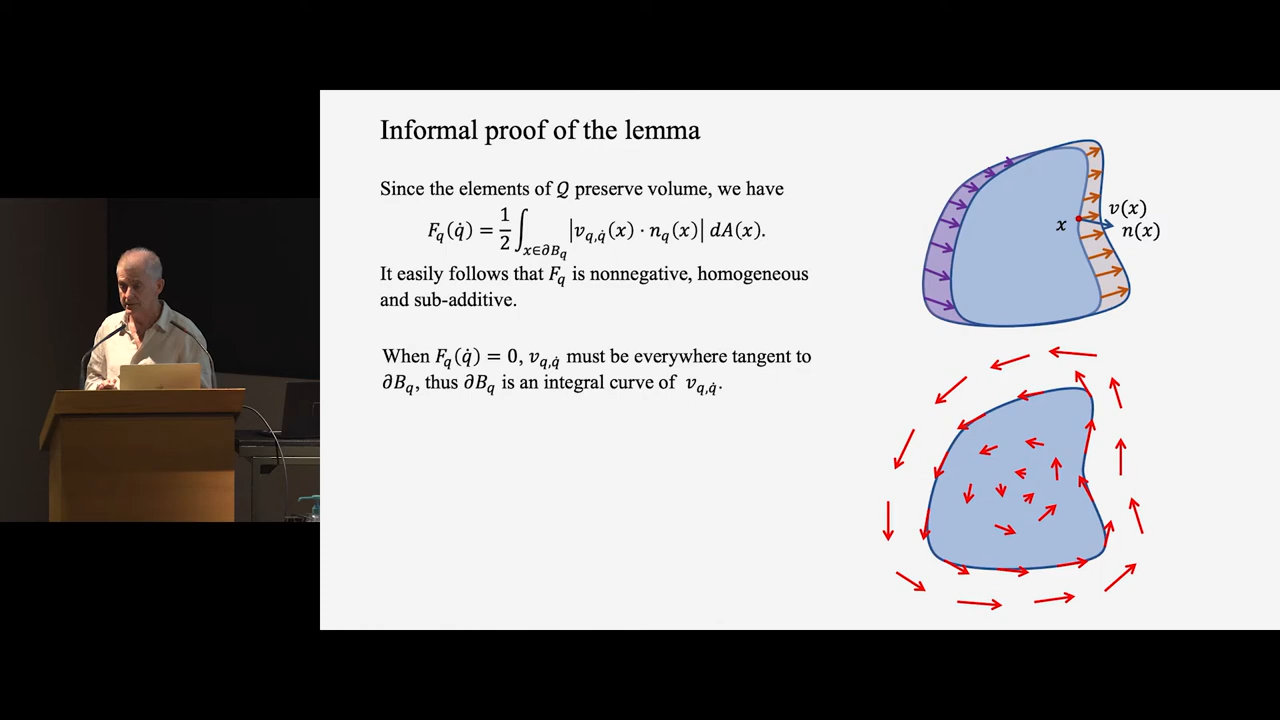 Informal proof of the lemma
Since the elements of Q preserve volume, we have
F_q(q̇) = 1/2 ∫_{x∈∂B_q} |v_{q,q̇}(x) · n_q(x)| dA(x).
It easily follows that F_q is nonnegative, homogeneous
and sub-additive.
When F_q(q̇) = 0, v_{q,q̇} must be everywhere tangent to
∂B_q, thus ∂B_q is an integral curve of v_{q,q̇}.
x
v(x)
n(x)